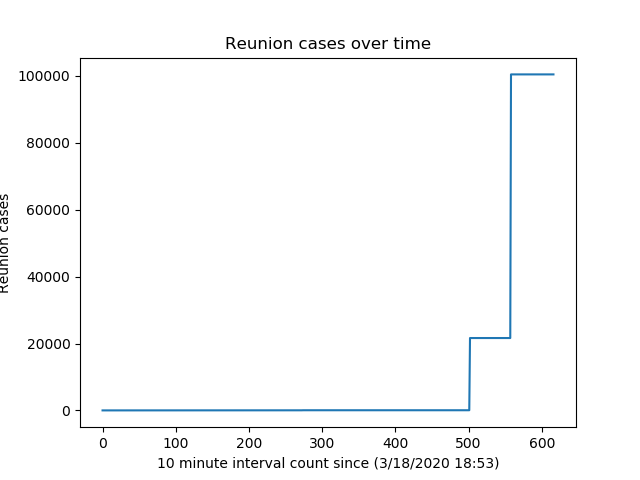 Reunion cases over time
100000
80000
60000
40000
20000
0
Reunion cases
0 100 200 300 400 500 600
10 minute interval count since (3/18/2020 18:53)